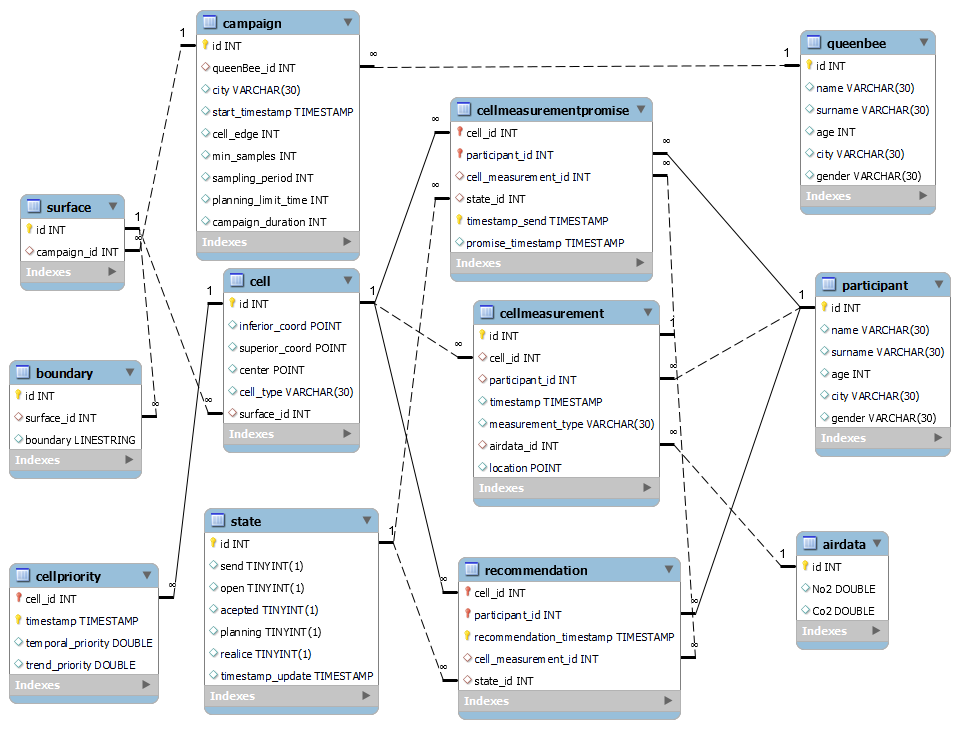 campaign
id INT
queenBee_id INT
city VARCHAR(30)
start_timestamp TIMESTAMP
cell_edge INT
min_samples INT
sampling_period INT
planning_limit_time INT
campaign_duration INT
Indexes
queenbee
id INT
name VARCHAR(30)
surname VARCHAR(30)
age INT
city VARCHAR(30)
gender VARCHAR(30)
Indexes
cellmeasurementpromise
cell_id INT
participant_id INT
cell_measurement_id INT
state_id INT
timestamp_send TIMESTAMP
promise_timestamp TIMESTAMP
Indexes
surface
id INT
campaign_id INT
Indexes
cell
id INT
inferior_coord POINT
superior_coord POINT
center POINT
cell_type VARCHAR(30)
surface_id INT
Indexes
cellmeasurement
id INT
cell_id INT
participant_id INT
timestamp TIMESTAMP
measurement_type VARCHAR(30)
airdata_id INT
location POINT
Indexes
participant
id INT
name VARCHAR(30)
surname VARCHAR(30)
age INT
city VARCHAR(30)
gender VARCHAR(30)
Indexes
boundary
id INT
surface_id INT
boundary LINESTRING
Indexes
state
id INT
send TINYINT(1)
open TINYINT(1)
acepted TINYINT(1)
planning TINYINT(1)
realice TINYINT(1)
timestamp_update TIMESTAMP
Indexes
airdata
id INT
No2 DOUBLE
Co2 DOUBLE
Indexes
cellpriority
cell_id INT
timestamp TIMESTAMP
temporal_priority DOUBLE
trend_priority DOUBLE
Indexes
recommendation
cell_id INT
participant_id INT
recommendation_timestamp TIMESTAMP
cell_measurement_id INT
state_id INT
Indexes
1
∞
1
∞
1
∞
∞
∞
∞
1
1
1
∞
1
∞
∞
∞
∞
1
1
∞
∞
∞
∞